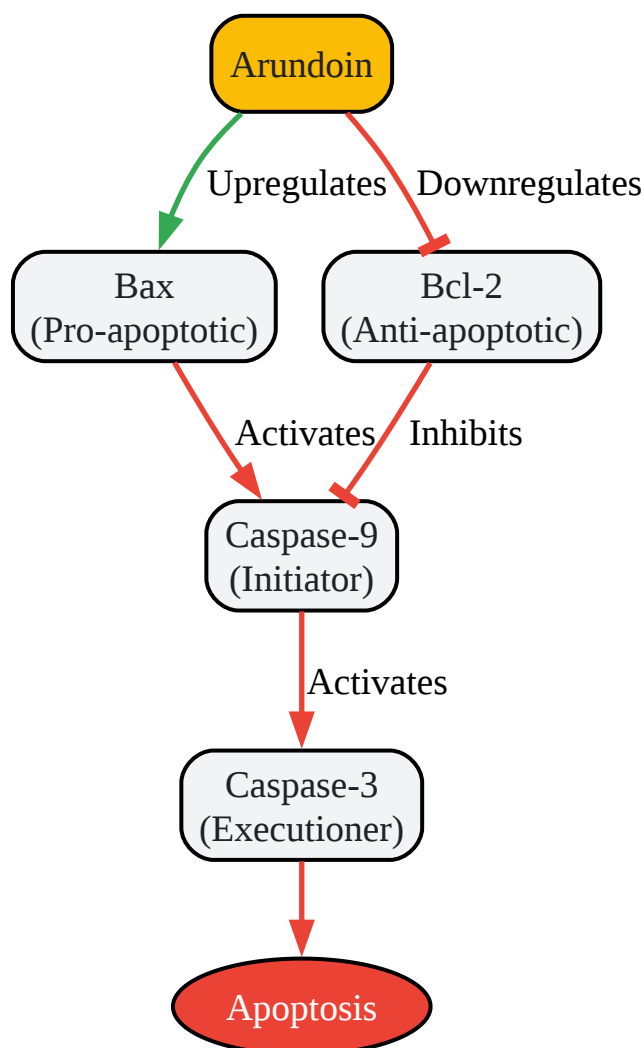 Arundoin
Upregulates
Downregulates
Bax
(Pro-apoptotic)
Bcl-2
(Anti-apoptotic)
Activates
Inhibits
Caspase-9
(Initiator)
Activates
Caspase-3
(Executioner)
Apoptosis